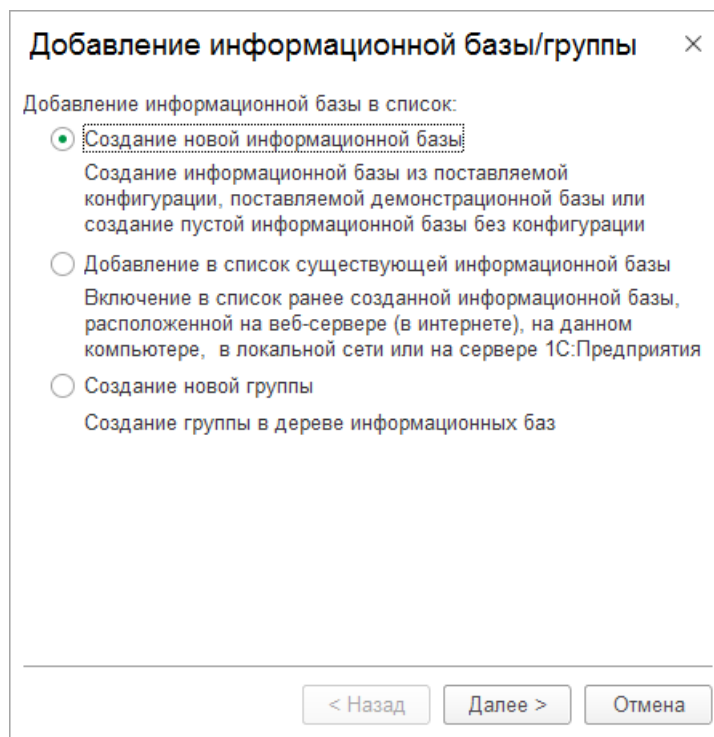 Добавление информационной базы/группы
Добавление информационной базы в список:
Создание новой информационной базы
Создание информационной базы из поставляемой
конфигурации, поставляемой демонстрационной базы или
создание пустой информационной базы без конфигурации
Добавление в список существующей информационной базы
Включение в список ранее созданной информационной базы,
расположенной на веб-сервере (в интернете), на данном
компьютере, в локальной сети или на сервере 1С:Предприятия
Создание новой группы
Создание группы в дереве информационных баз
< Назад Далее > Отмена